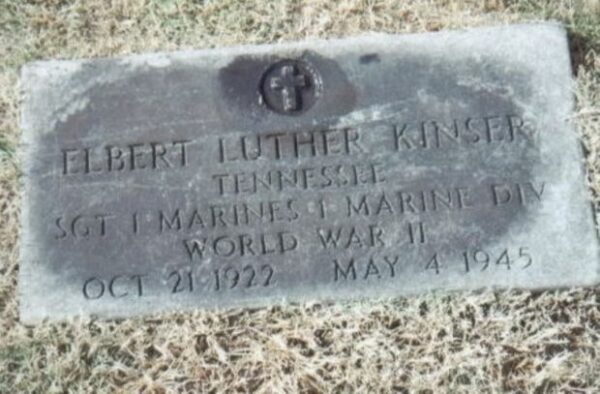 ELBERT LUTHER KINSER
TENNESSEE
SGT 1 MARINES 1 MARINE DIV
WORLD WAR II
OCT 21 1922 MAY 4 1945